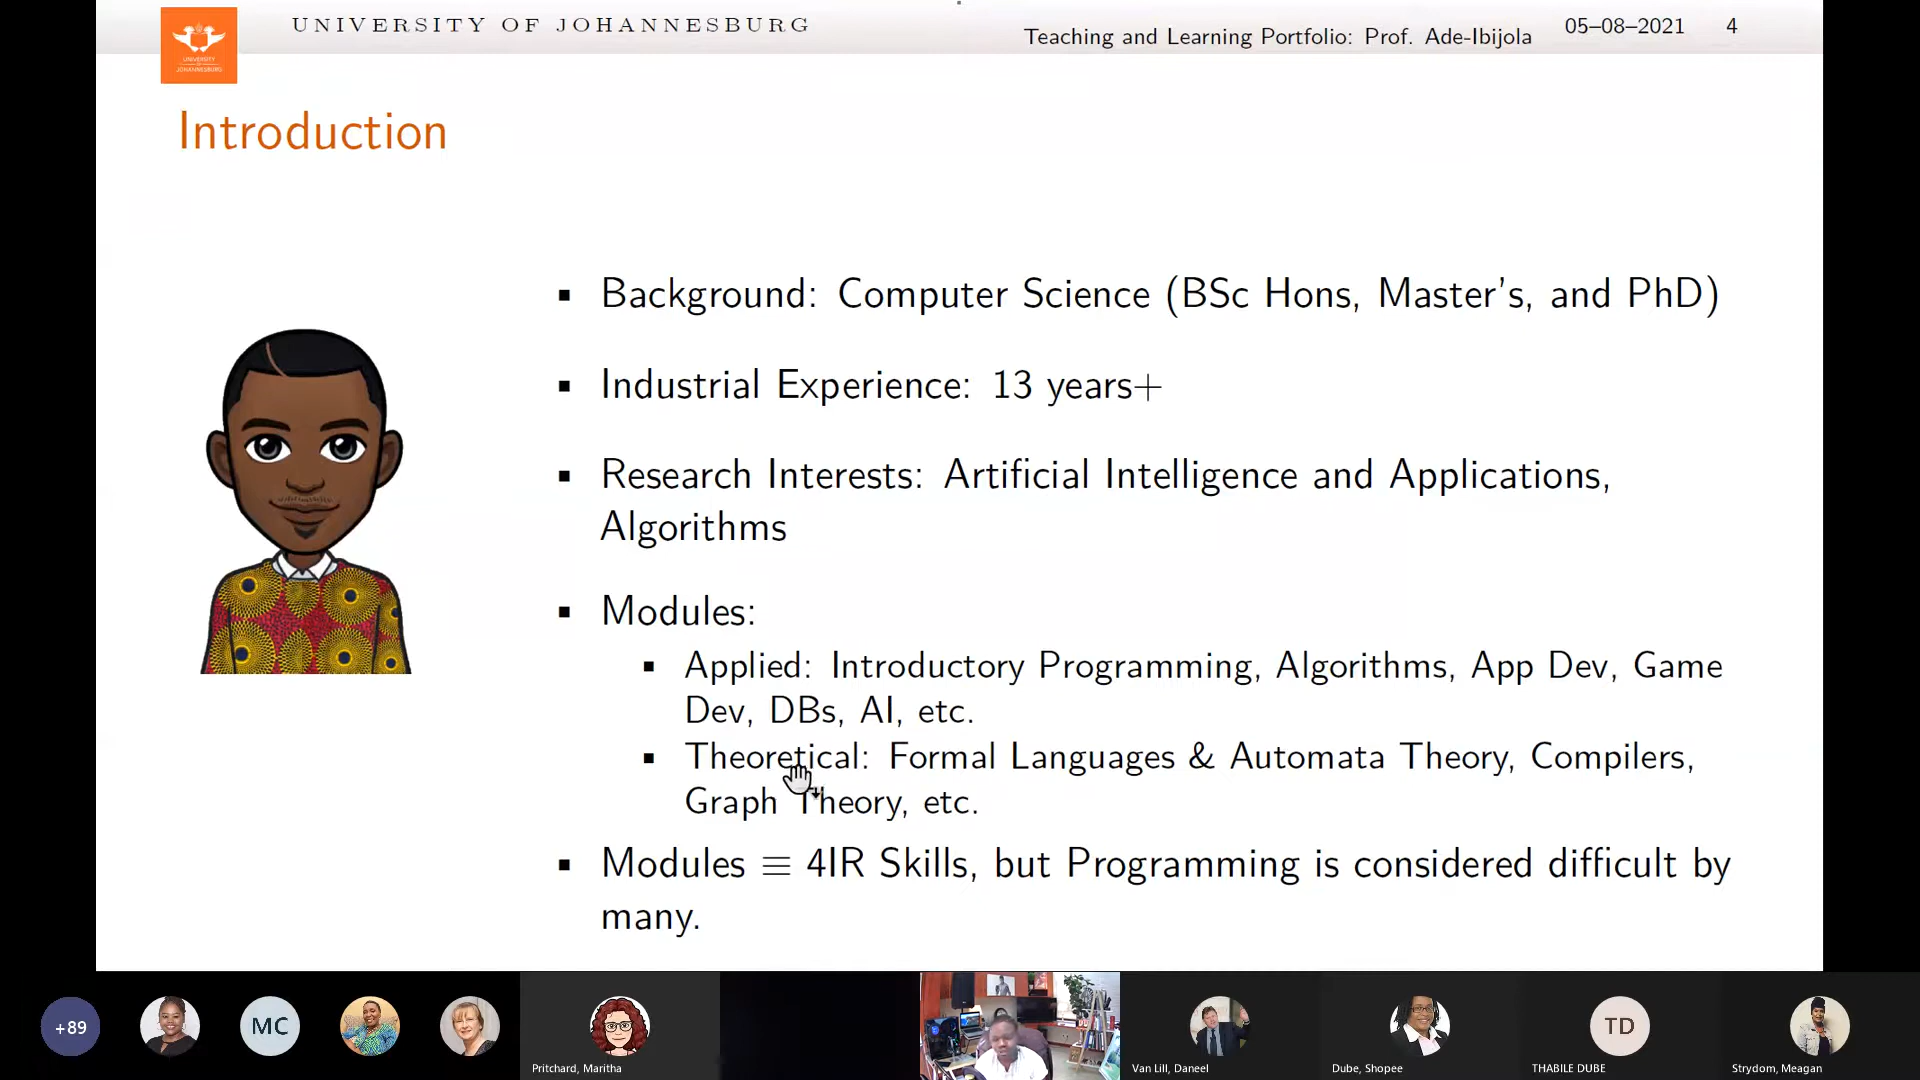 UNIVERSITY OF JOHANNESBURG
Teaching and Learning Portfolio: Prof. Ade-Ibijola
05–08–2021
4
UNIVERSITY
OF
JOHANNESBURG
Introduction
▪ Background: Computer Science (BSc Hons, Master's, and PhD)
▪ Industrial Experience: 13 years+
▪ Research Interests: Artificial Intelligence and Applications,
Algorithms
▪ Modules:
▪ Applied: Introductory Programming, Algorithms, App Dev, Game
Dev, DBs, AI, etc.
▪ Theoretical: Formal Languages & Automata Theory, Compilers,
Graph Theory, etc.
▪ Modules ≡ 4IR Skills, but Programming is considered difficult by
many.
+89
MC
TD
Pritchard, Maritha
Van Lill, Daneel
Dube, Shopee
THABILE DUBE
Strydom, Meagan